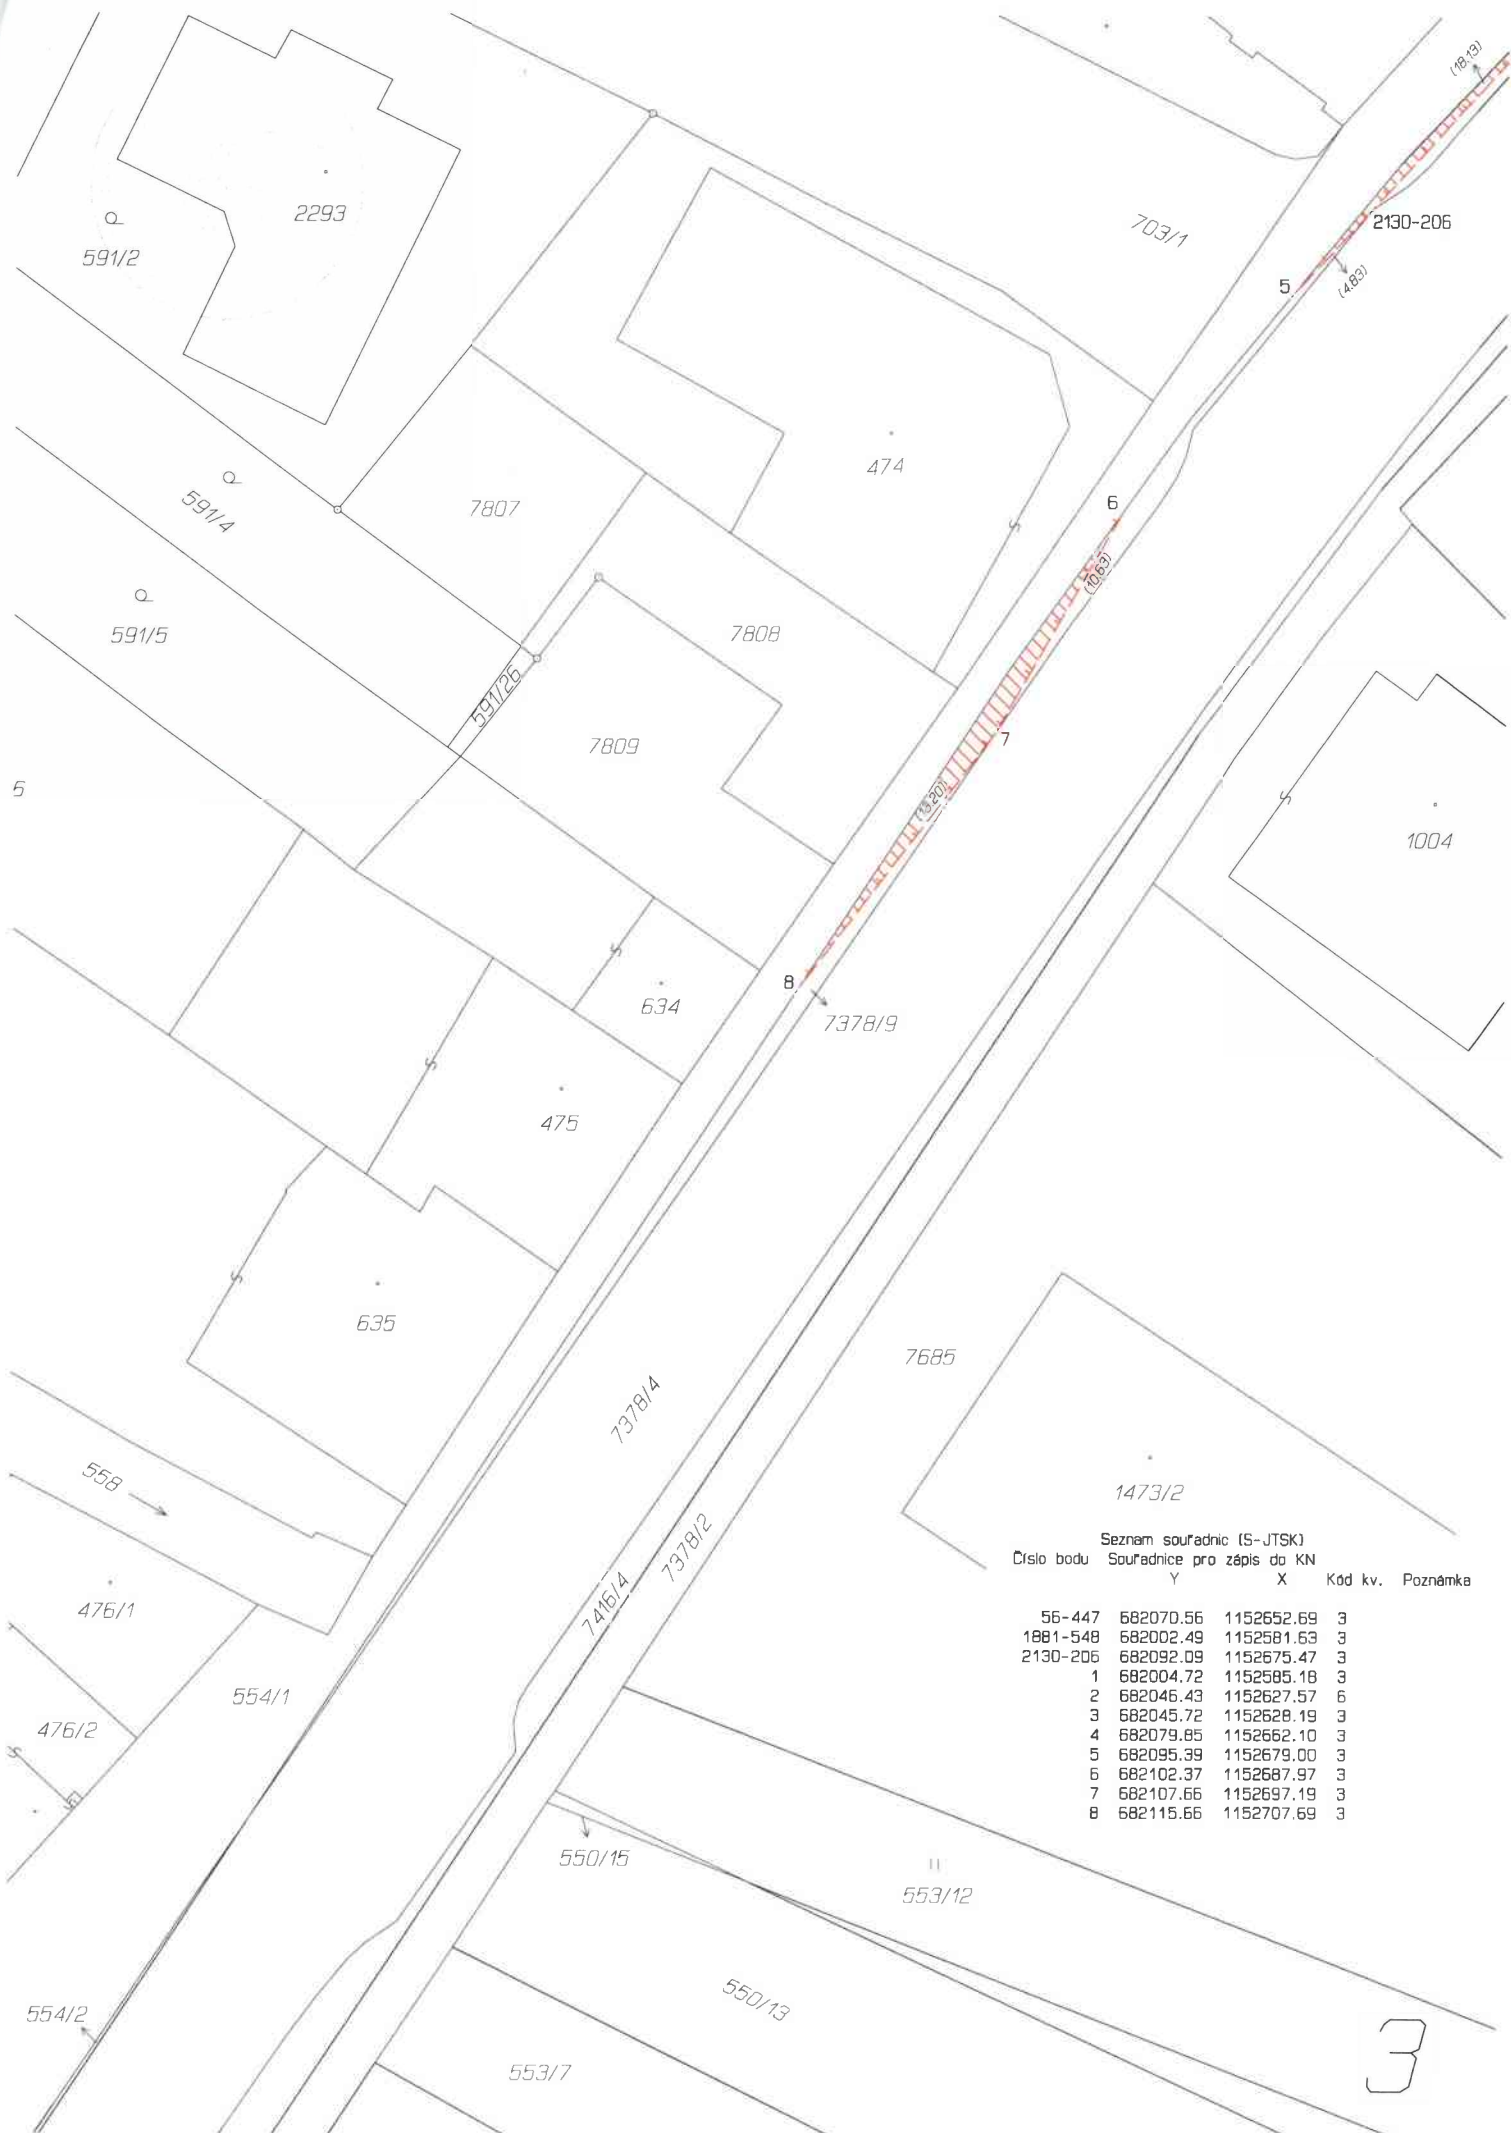 (18.13)
2293
703/1
2130-206
591/2
5
(4.83)
474
591/4
7807
6
(10.63)
591/5
7808
591/26
7809
7
5
(13.20)
1004
8
634
7378/9
475
635
7685
7378/4
558
1473/2
7378/2
7416/4
476/1
554/1
476/2
Seznam souřadnic (S-JTSK)
Číslo bodu Souřadnice pro zápis do KN
Y X Kód kv. Poznámka
56-447 682070.56 1152652.69 3
1881-548 682002.49 1152581.63 3
2130-206 682092.09 1152675.47 3
1 682004.72 1152585.18 3
2 682046.43 1152627.57 6
3 682045.72 1152628.19 3
4 682079.85 1152662.10 3
5 682095.39 1152679.00 3
6 682102.37 1152687.97 3
7 682107.66 1152697.19 3
8 682115.66 1152707.69 3
550/15
553/12
550/13
554/2
553/7
3